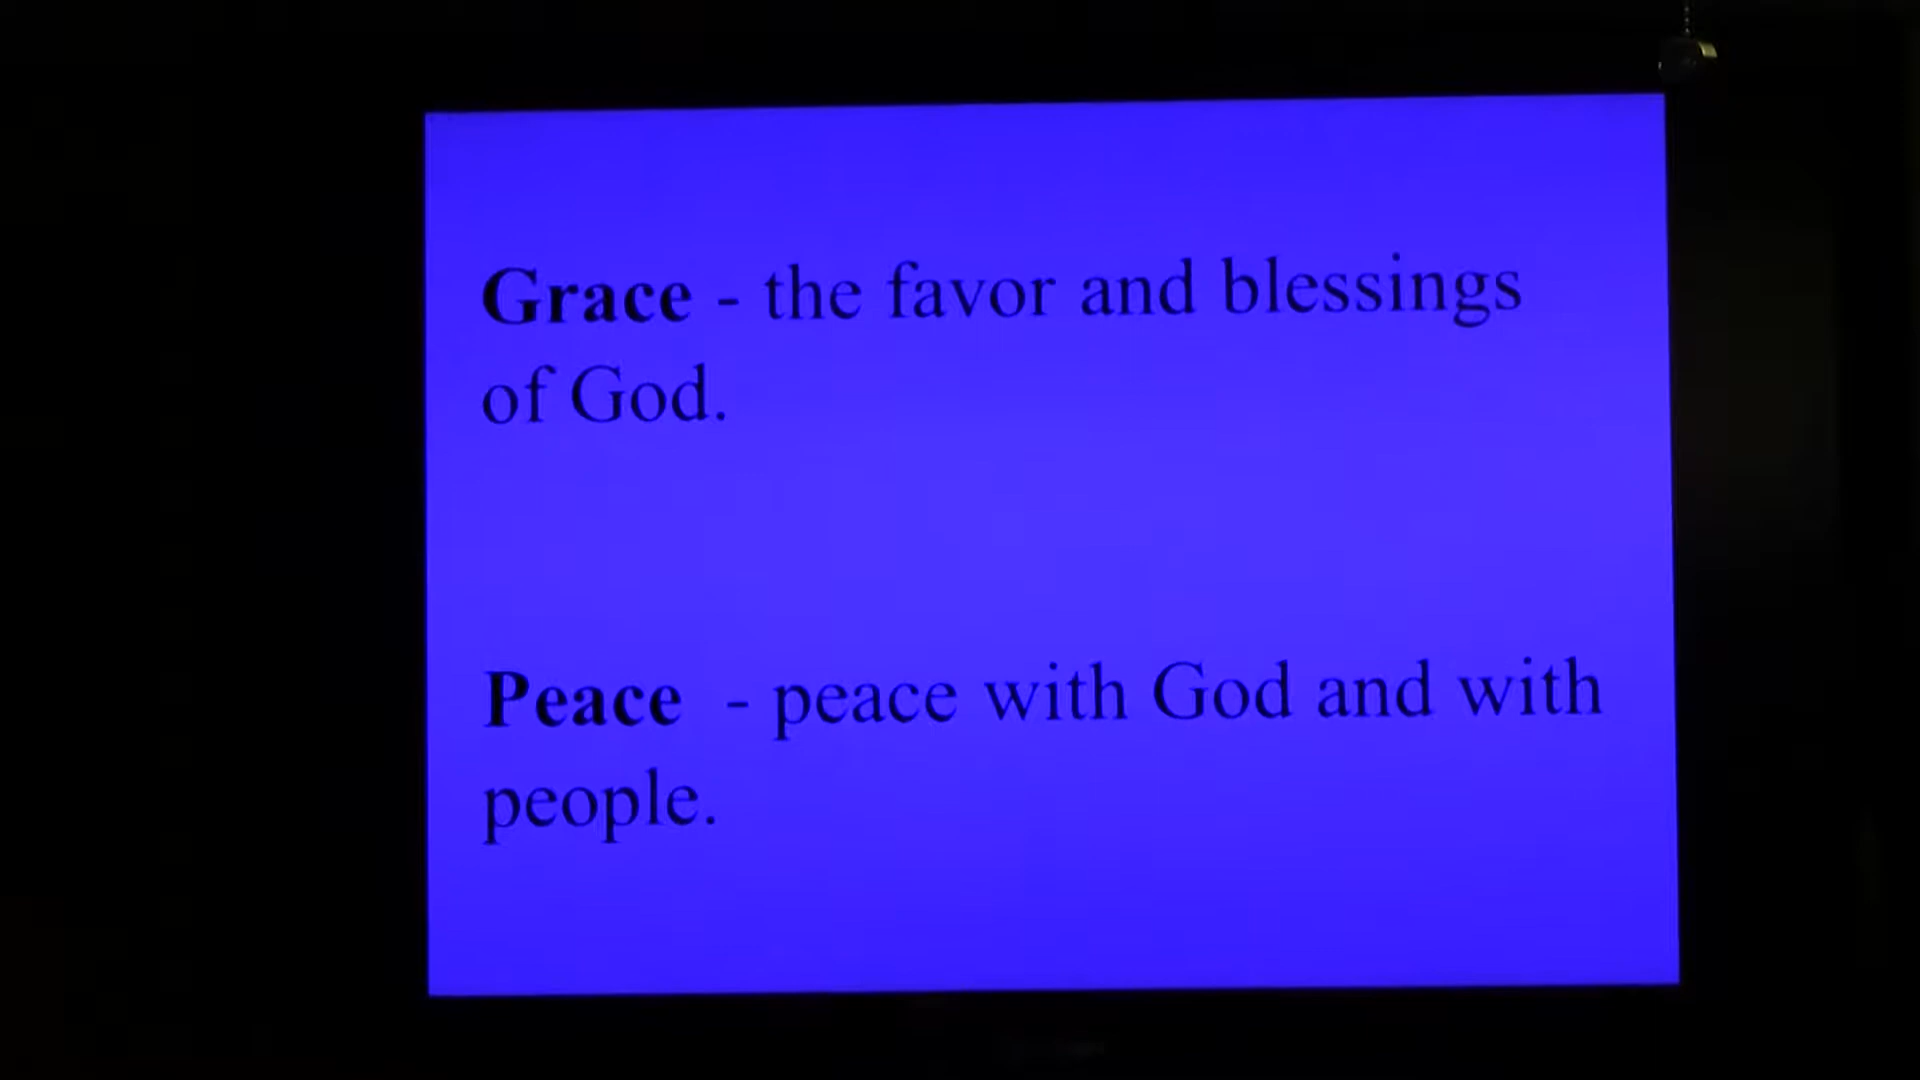 Grace - the favor and blessings
of God.
Peace - peace with God and with
people.